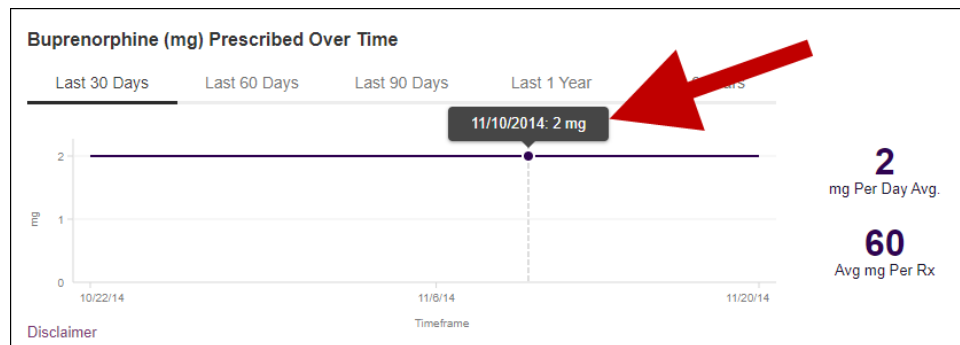 Buprenorphine (mg) Prescribed Over Time
Last 30 Days Last 60 Days Last 90 Days Last 1 Year
11/10/2014: 2 mg
2
1
0
mg
10/22/14 11/6/14 11/20/14
Timeframe
2
mg Per Day Avg.
60
Avg mg Per Rx
Disclaimer